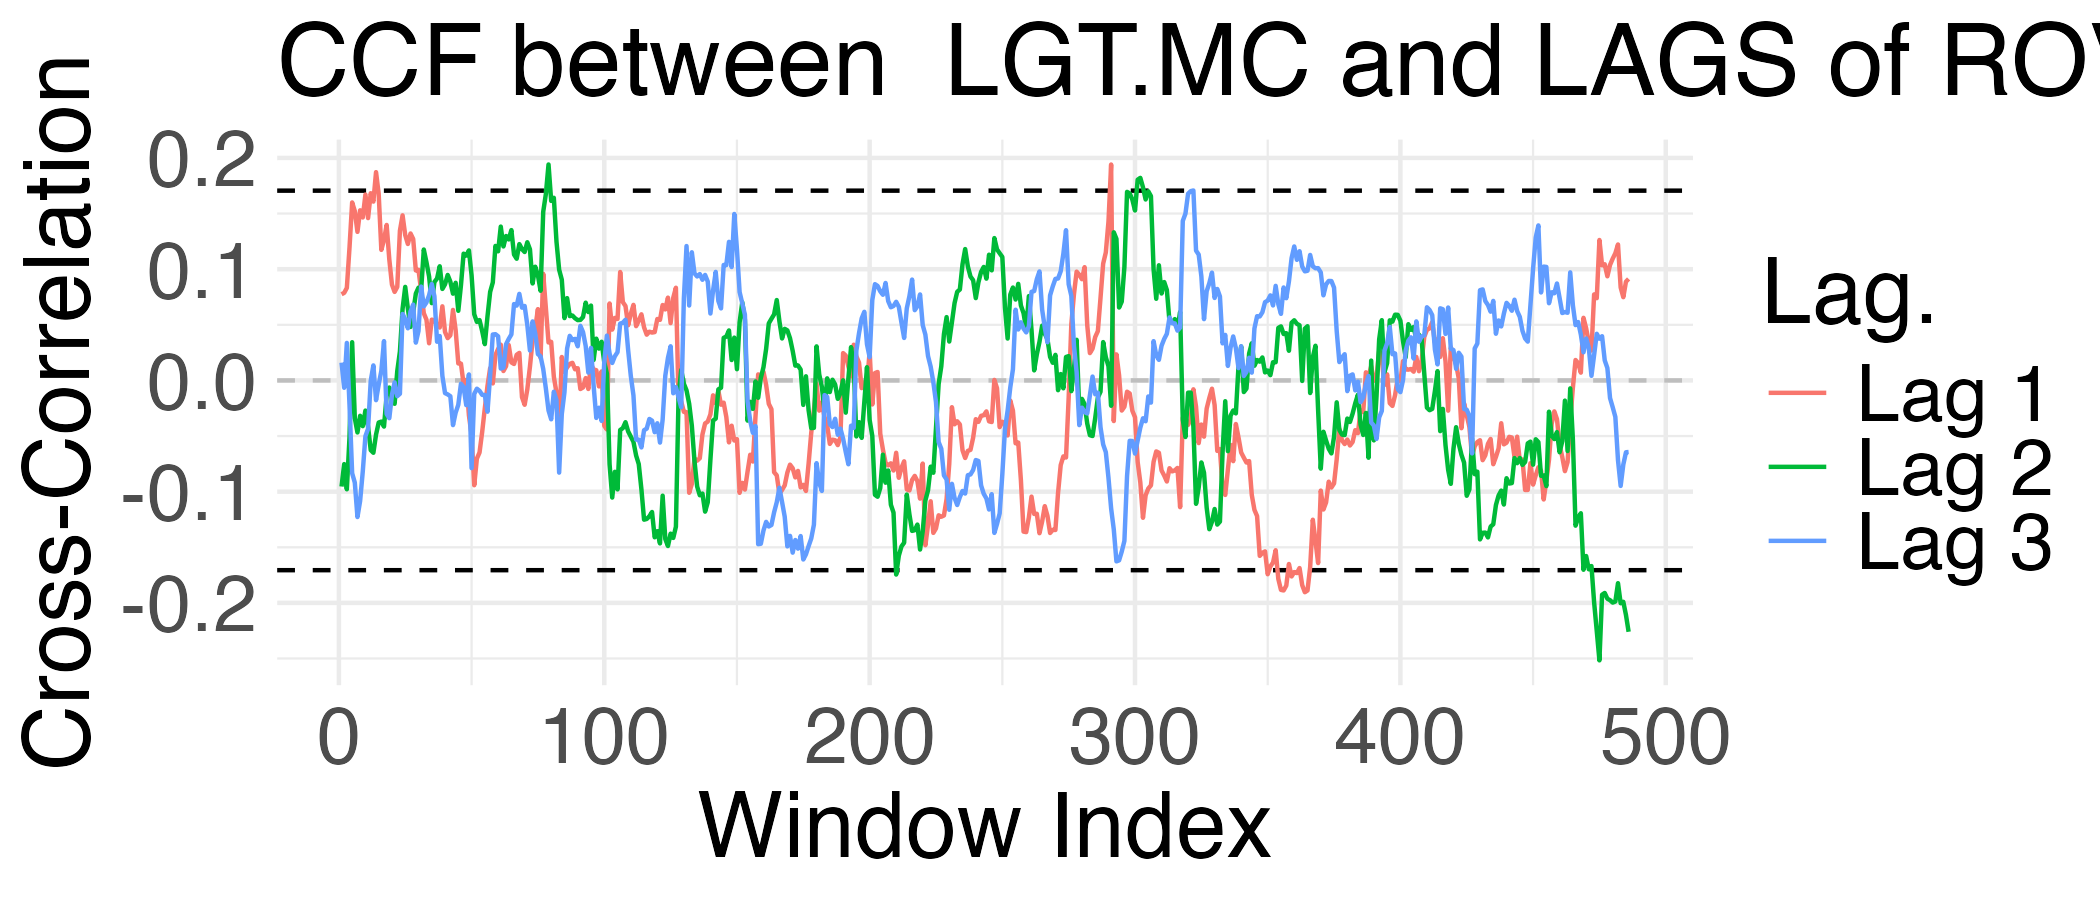 CCF between LGT.MC and LAGS of ROV
Cross-Correlation
0.2
0.1
0.0
-0.1
-0.2
0
100
200
300
400
500
Window Index
Lag.
Lag 1
Lag 2
Lag 3